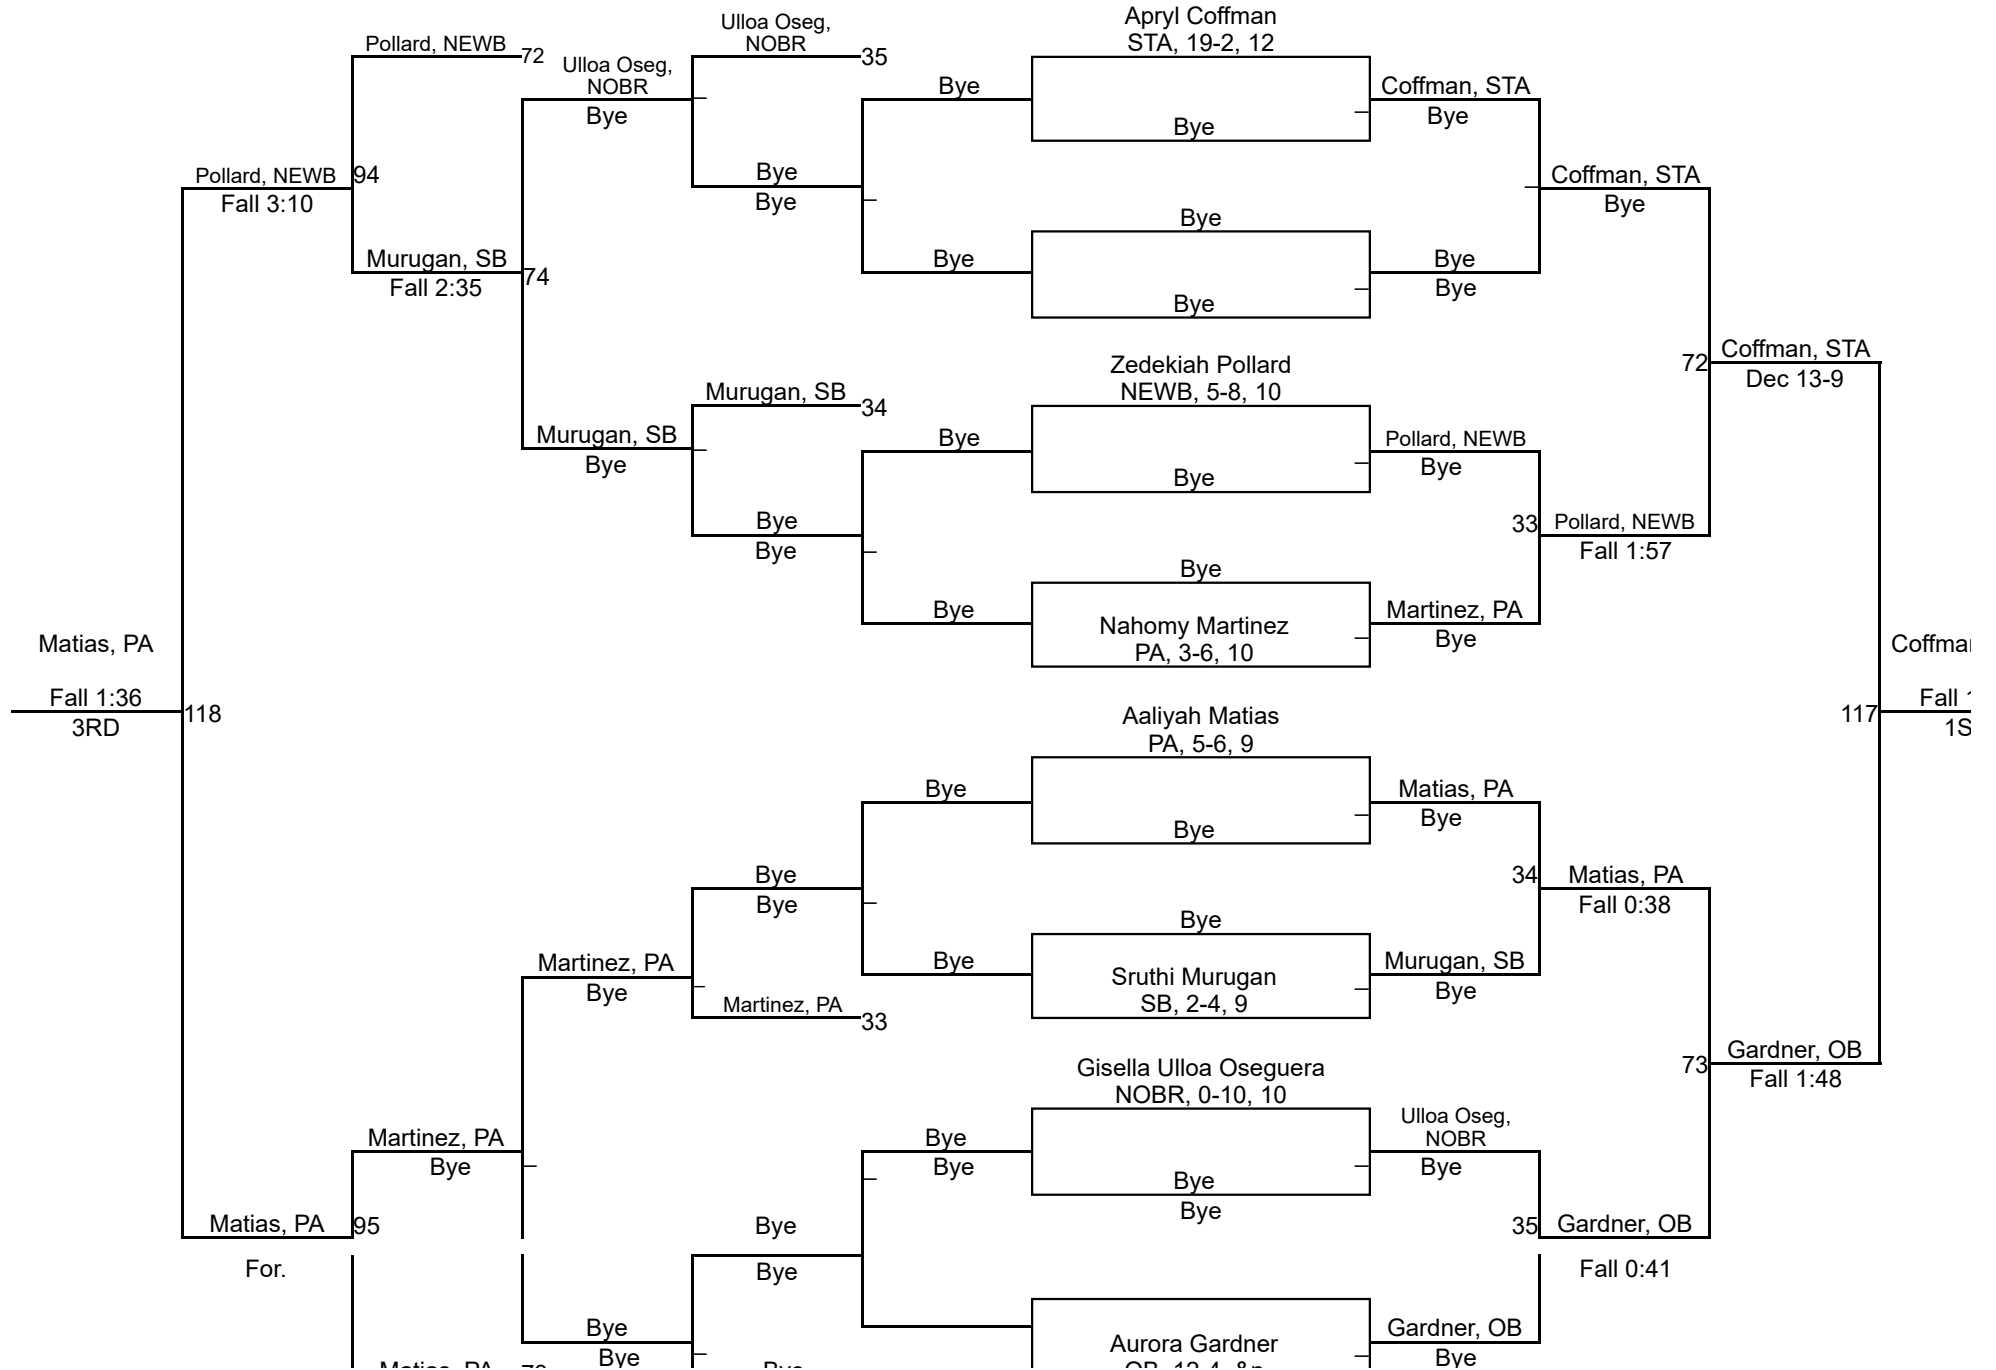 Apryl Coffman
STA, 19-2, 12
Ulloa Oseg,
NOBR
35
Pollard, NEWB
72
Ulloa Oseg,
NOBR
Bye
Bye
Coffman, STA
Bye
Bye
Pollard, NEWB
94
Fall 3:10
Bye
Bye
Coffman, STA
Bye
Bye
Murugan, SB
74
Fall 2:35
Bye
Bye
Bye
Bye
Zedekiah Pollard
NEWB, 5-8, 10
72
Coffman, STA
Dec 13-9
Murugan, SB
34
Murugan, SB
Bye
Bye
Pollard, NEWB
Bye
Bye
Bye
Bye
33
Pollard, NEWB
Fall 1:57
Bye
Bye
Nahomy Martinez
PA, 3-6, 10
Martinez, PA
Bye
Matias, PA
Fall 1:36
118
3RD
Fall
117
Aaliyah Matias
PA, 5-6, 9
Bye
Bye
Matias, PA
Bye
Bye
Bye
34
Matias, PA
Fall 0:38
Bye
Bye
Sruthi Murugan
SB, 2-4, 9
Murugan, SB
Bye
Martinez, PA
Bye
Martinez, PA
33
Gisella Ulloa Oseguera
NOBR, 0-10, 10
73
Gardner, OB
Fall 1:48
Martinez, PA
Bye
Bye
Bye
Bye
Bye
Ulloa Oseg,
NOBR
Bye
Matias, PA
95
For.
Bye
Bye
35
Gardner, OB
Fall 0:41
Bye
Bye
Aurora Gardner
Gardner, OB
Bye